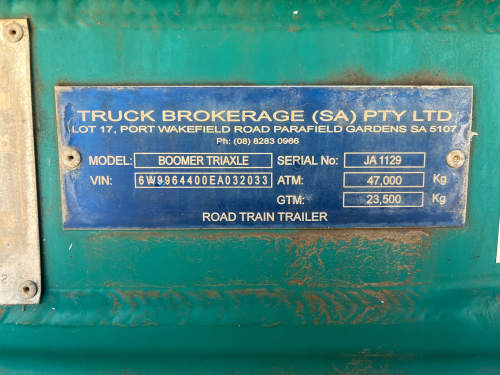 TRUCK BROKERAGE (SA) PTY LTD
LOT 17, PORT WAKEFIELD ROAD PARAFIELD GARDENS SA 5107
Ph: (08) 8283 0966
MODEL: BOOMER TRIAXLE SERIAL No: JA 1129
VIN: 6W9964400EA032033 ATM: 47,000 Kg
GTM: 23,500 Kg
ROAD TRAIN TRAILER